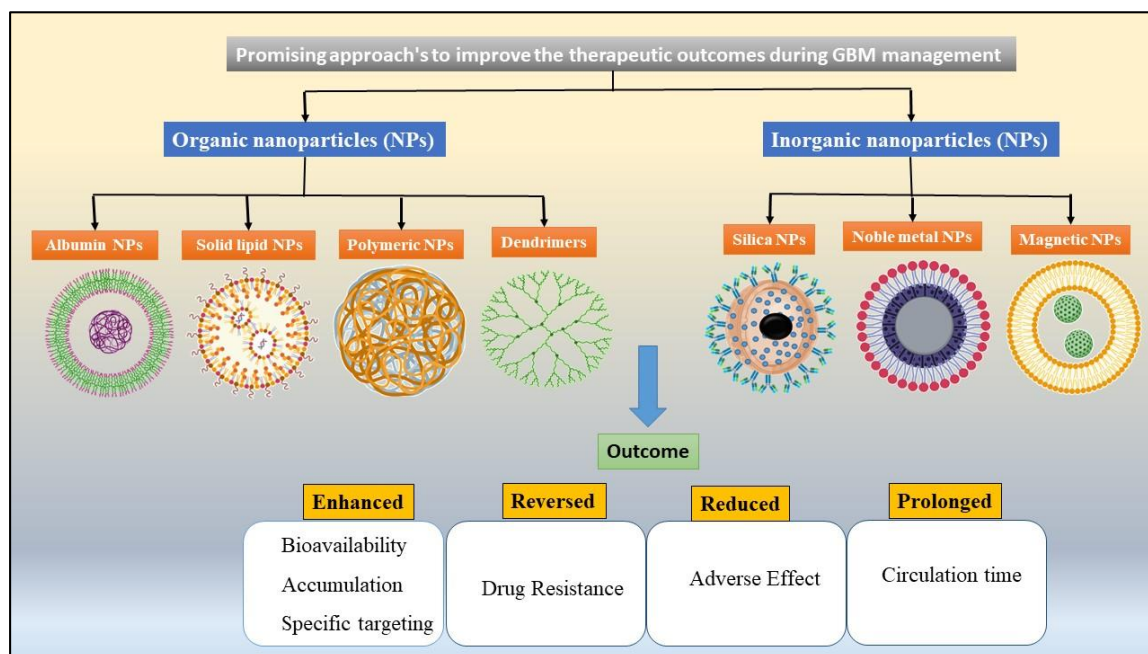 Promising approach's to improve the therapeutic outcomes during GBM management
Organic nanoparticles (NPs)
Inorganic nanoparticles (NPs)
Albumin NPs
Solid lipid NPs
Polymeric NPs
Dendrimers
Silica NPs
Noble metal NPs
Magnetic NPs
Outcome
Enhanced
Reversed
Reduced
Prolonged
Bioavailability
Accumulation
Specific targeting
Drug Resistance
Adverse Effect
Circulation time